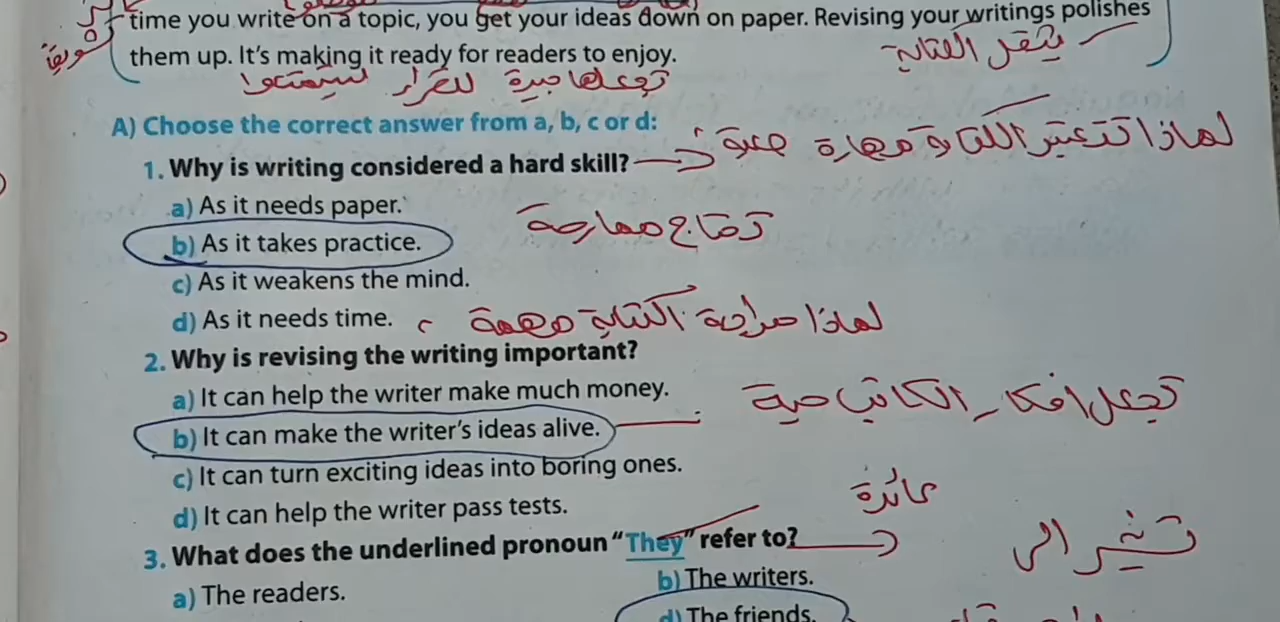 time you write on a topic, you get your ideas down on paper. Revising your writings polishes
them up. It's making it ready for readers to enjoy.
يثقل الكتابة
تجعلها جيدة للقراء ليستمتعوا
A) Choose the correct answer from a, b, c or d:
لماذا تعتبر الكتابة مهارة صعبة
1. Why is writing considered a hard skill?
a) As it needs paper.
b) As it takes practice.
تحتاج ممارسة
c) As it weakens the mind.
d) As it needs time.
لماذا مراجعة الكتابة مهمة
2. Why is revising the writing important?
a) It can help the writer make much money.
تجعل افكار الكاتب حية
b) It can make the writer's ideas alive.
c) It can turn exciting ideas into boring ones.
عائدة
d) It can help the writer pass tests.
3. What does the underlined pronoun "They" refer to?
تشير الى
a) The readers.
b) The writers.
d) The friends.